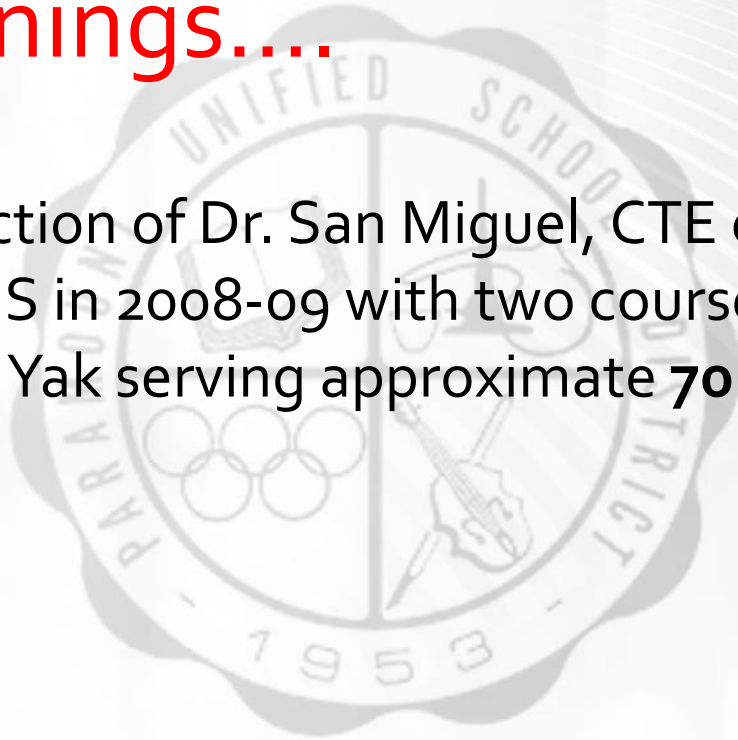 nings....
ction of Dr. San Miguel, CTE
S in 2008-09 with two cours
Yak serving approximate 70
UNIFIED SCHOOL DISTRICT
PARAMOUNT
- 1953 -